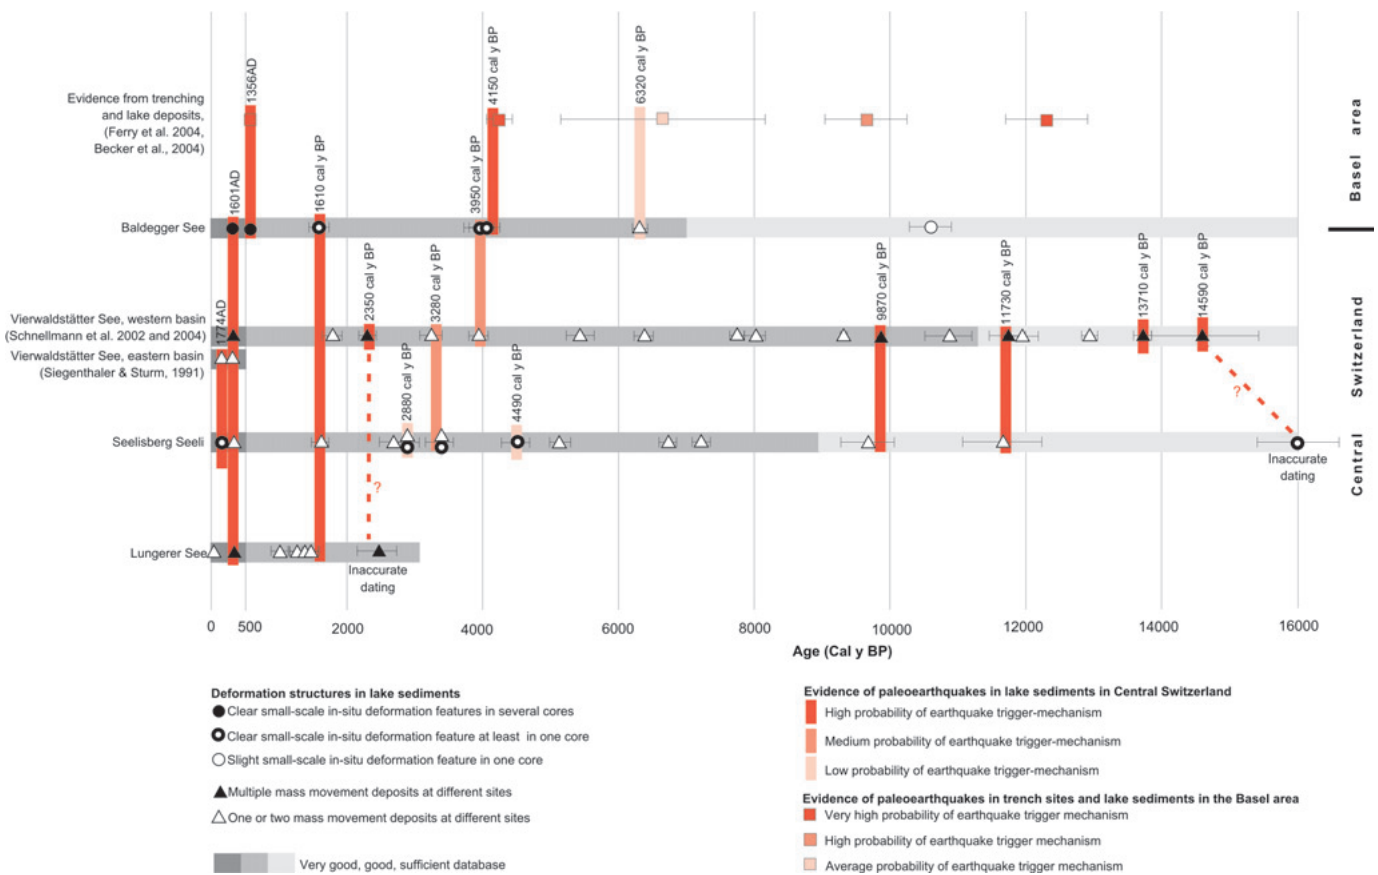 Evidence from trenching
and lake deposits,
(Ferry et al. 2004,
Becker et al., 2004)
1356AD
4150 cal y BP
6320 cal y BP
Basel area
1601AD
1610 cal y BP
3950 cal y BP
Baldegger See
1774AD
2350 cal y BP
3280 cal y BP
9870 cal y BP
11730 cal y BP
13710 cal y BP
14590 cal y BP
Vierwaldstätter See, western basin
(Schnellmann et al. 2002 and 2004)
Vierwaldstätter See, eastern basin
(Siegenthaler & Sturm, 1991)
2880 cal y BP
4490 cal y BP
?
Central Switzerland
Seelisberg Seeli
Inaccurate
dating
?
Lungerer See
Inaccurate
dating
0 500 2000 4000 6000 8000 10000 12000 14000 16000
Age (Cal y BP)
Deformation structures in lake sediments
Clear small-scale in-situ deformation features in several cores
Clear small-scale in-situ deformation feature at least in one core
Slight small-scale in-situ deformation feature in one core
Multiple mass movement deposits at different sites
One or two mass movement deposits at different sites
Very good, good, sufficient database
Evidence of paleoearthquakes in lake sediments in Central Switzerland
High probability of earthquake trigger-mechanism
Medium probability of earthquake trigger-mechanism
Low probability of earthquake trigger-mechanism
Evidence of paleoearthquakes in trench sites and lake sediments in the Basel area
Very high probability of earthquake trigger mechanism
High probability of earthquake trigger mechanism
Average probability of earthquake trigger mechanism